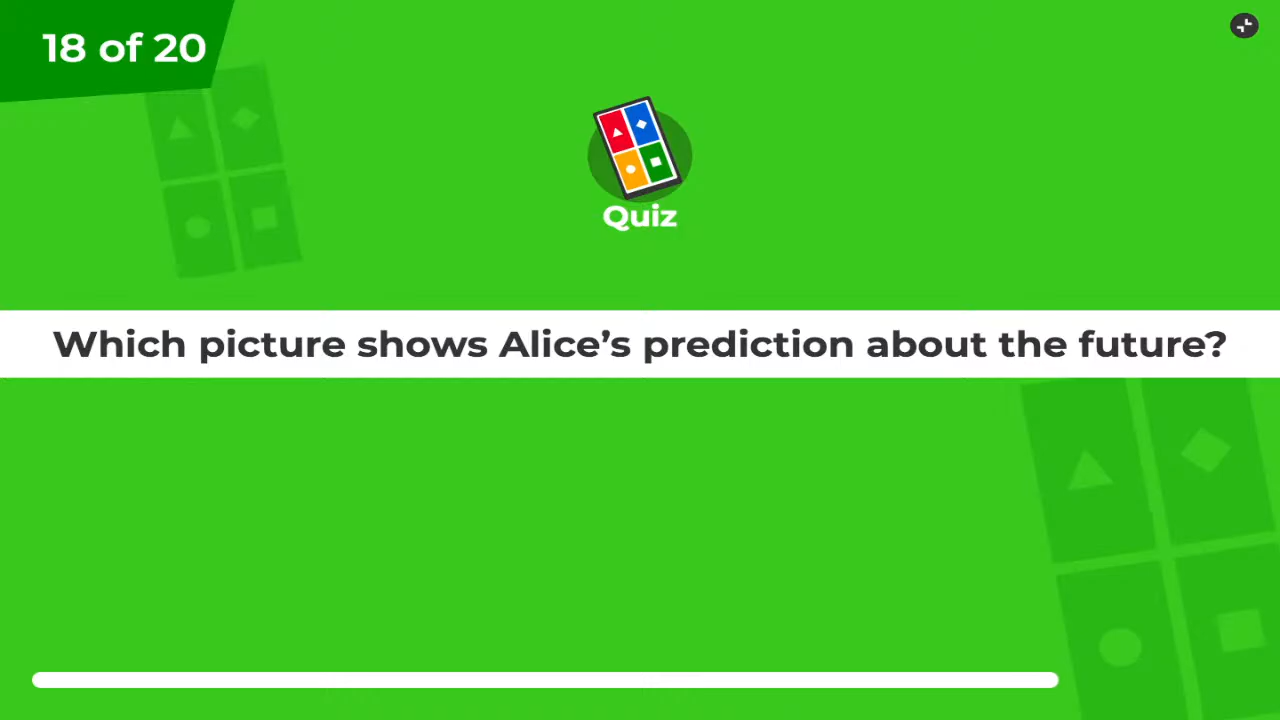 18 of 20
Quiz
Which picture shows Alice’s prediction about the future?